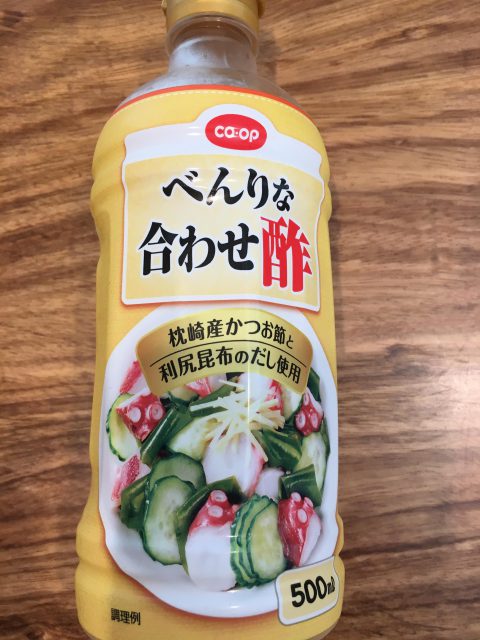 CO・OP
べんりな
合わせ酢
枕崎産かつお節と
利尻昆布のだし使用
500ml
調理例